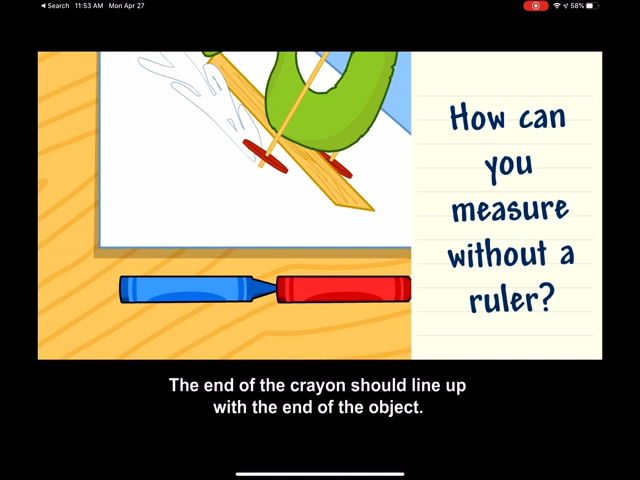 Search 11:53 AM Mon Apr 27 58%
How can
you
measure
without a
ruler?
The end of the crayon should line up
with the end of the object.